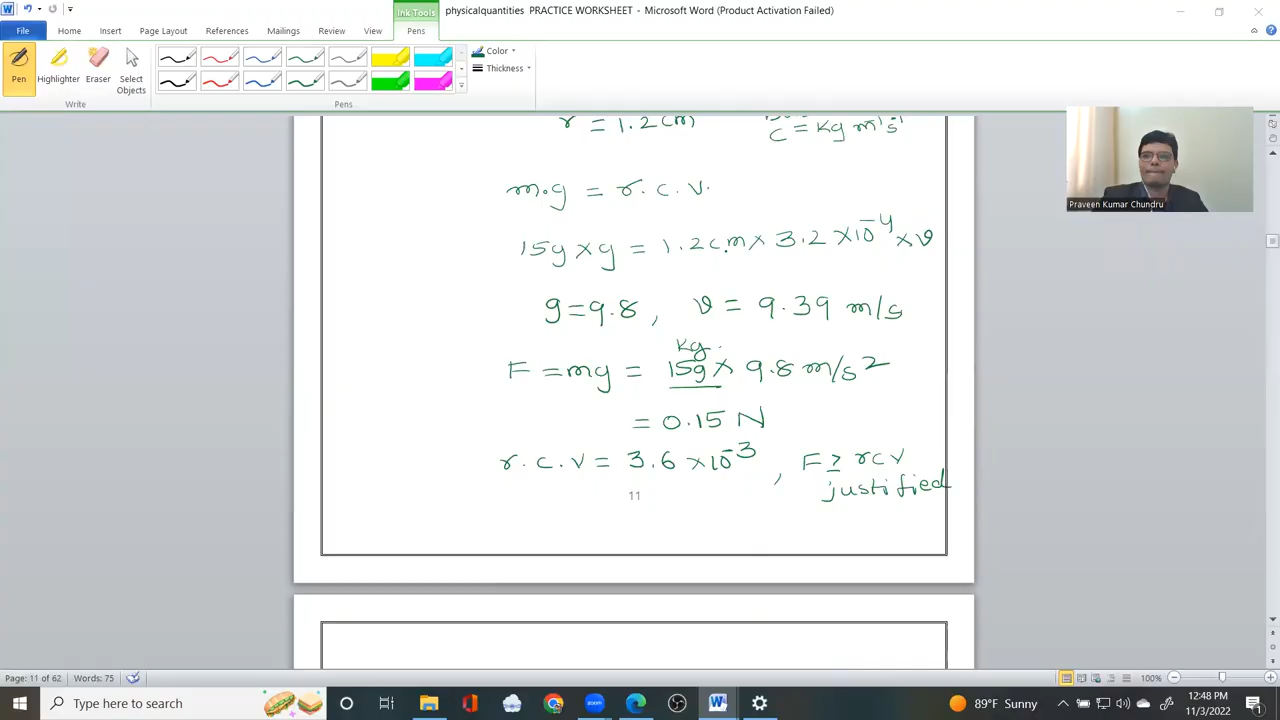 physicalquantities PRACTICE WORKSHEET - Microsoft Word (Product Activation Failed)
Ink Tools
File Home Insert Page Layout References Mailings Review View Pens
Pen Highlighter Eraser Select Objects
Color
Thickness
Write Pens
r = 1.2 cm
C = kg m⁻¹ s⁻¹
m.g = r.c.v.
15g × g = 1.2cm × 3.2 × 10⁻⁴ × v
g = 9.8, v = 9.39 m/s
kg.
F = mg = 15g × 9.8 m/s²
= 0.15 N
r.c.v = 3.6 × 10⁻³, F ≥ rcv
justified
11
Praveen Kumar Chundru
Page: 11 of 62 Words: 75 100%
Type here to search
89°F Sunny
12:48 PM
11/3/2022